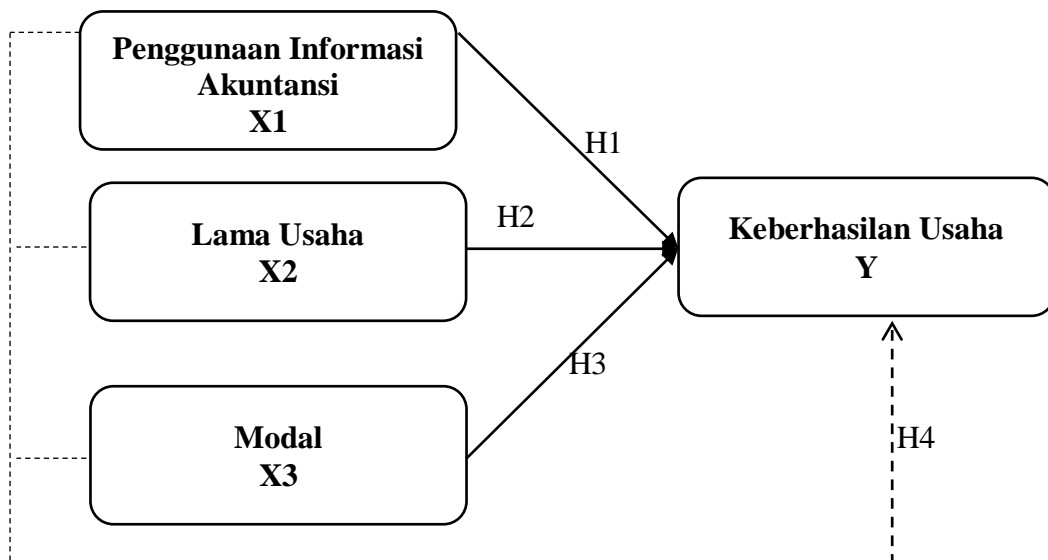 Penggunaan Informasi
Akuntansi
X1
H1
Lama Usaha
X2
H2
Keberhasilan Usaha
Y
H3
Modal
X3
H4